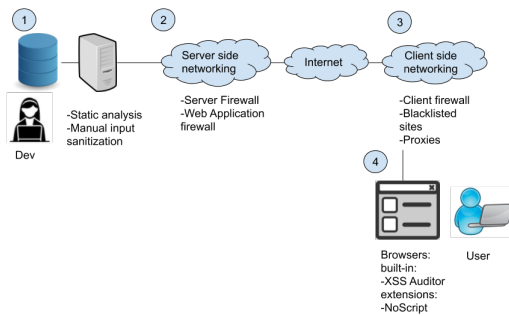 1
2
3
Server side
networking
Internet
Client side
networking
-Static analysis
-Manual input
sanitization
-Server Firewall
-Web Application
firewall
-Client firewall
-Blacklisted
sites
-Proxies
Dev
4
Browsers:
built-in:
-XSS Auditor
extensions:
-NoScript
User